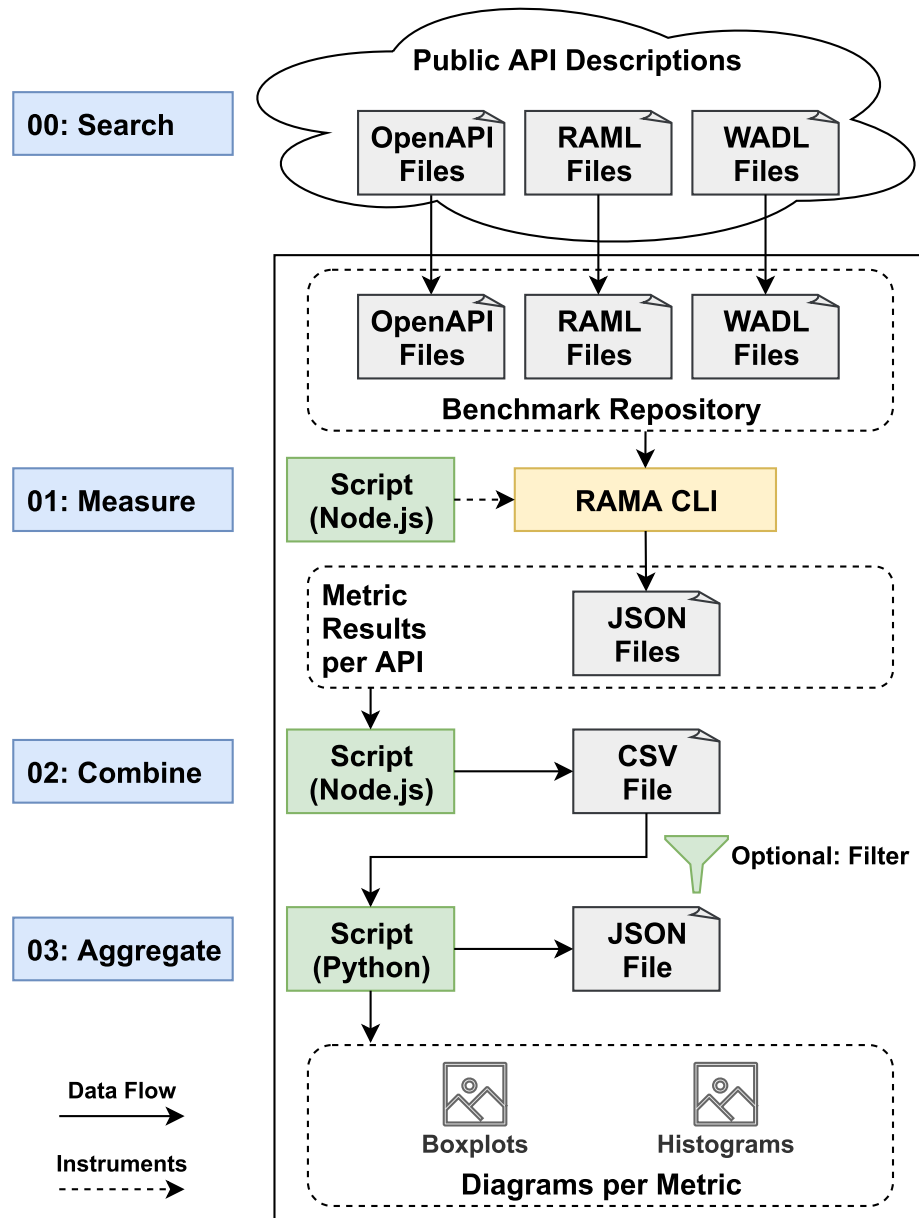 Public API Descriptions
00: Search
OpenAPI
Files
RAML
Files
WADL
Files
OpenAPI
Files
RAML
Files
WADL
Files
Benchmark Repository
01: Measure
Script
(Node.js)
RAMA CLI
Metric
Results
per API
JSON
Files
02: Combine
Script
(Node.js)
CSV
File
Optional: Filter
03: Aggregate
Script
(Python)
JSON
File
Data Flow
Instruments
Boxplots
Histograms
Diagrams per Metric